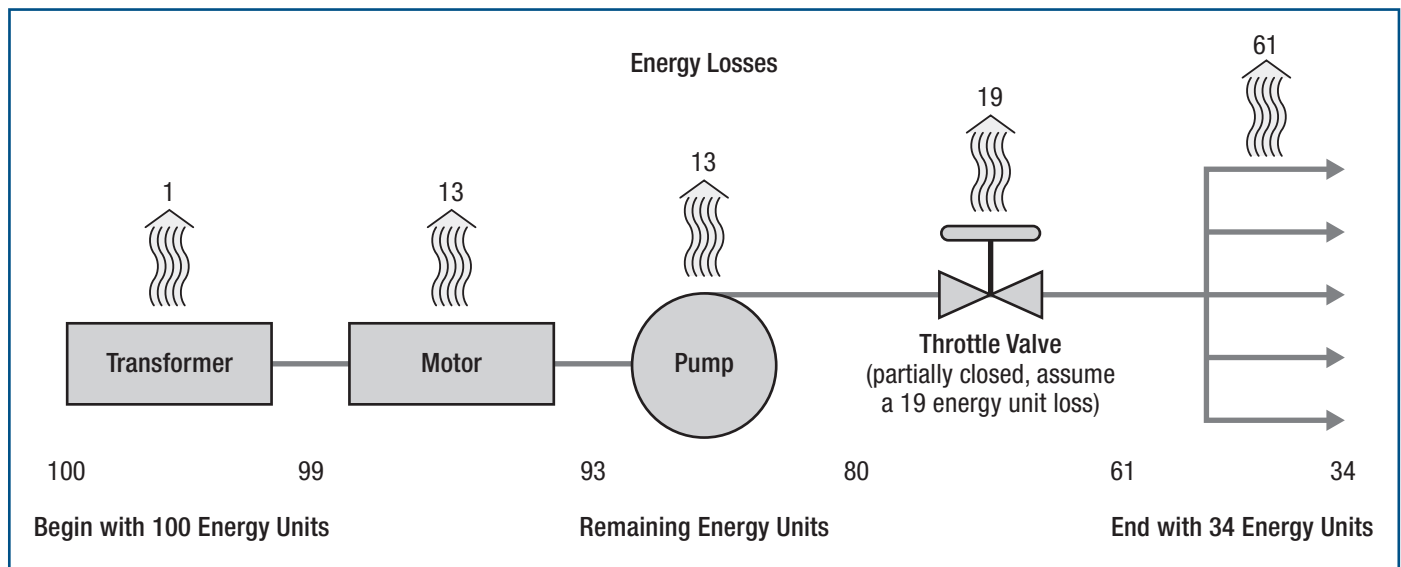 Energy Losses
61
19
13
13
1
Transformer
Motor
Pump
Throttle Valve
(partially closed, assume
a 19 energy unit loss)
100
99
93
80
61
34
Begin with 100 Energy Units
Remaining Energy Units
End with 34 Energy Units